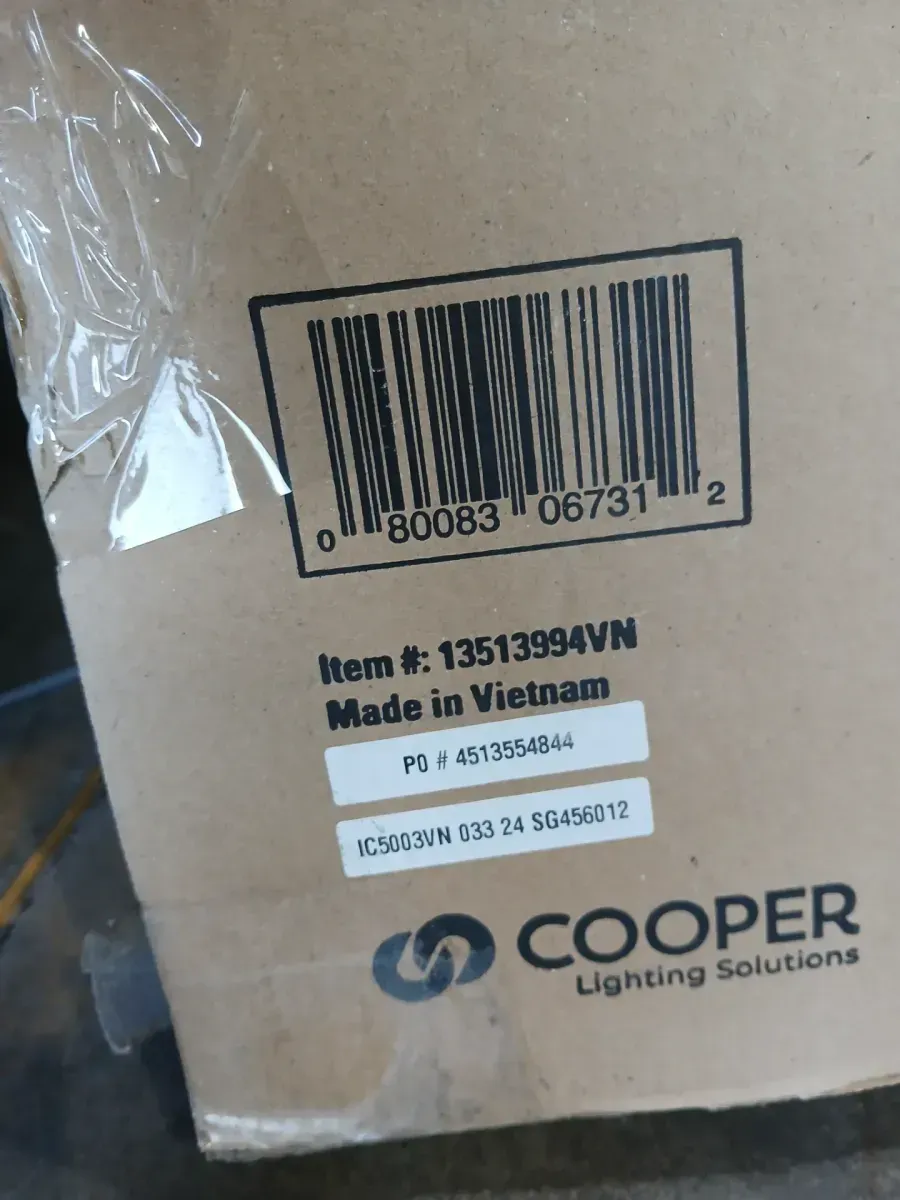 0 80083 06731 2
Item #: 13513994VN
Made in Vietnam
PO # 4513554844
IC5003VN 033 24 SG456012
COOPER
Lighting Solutions